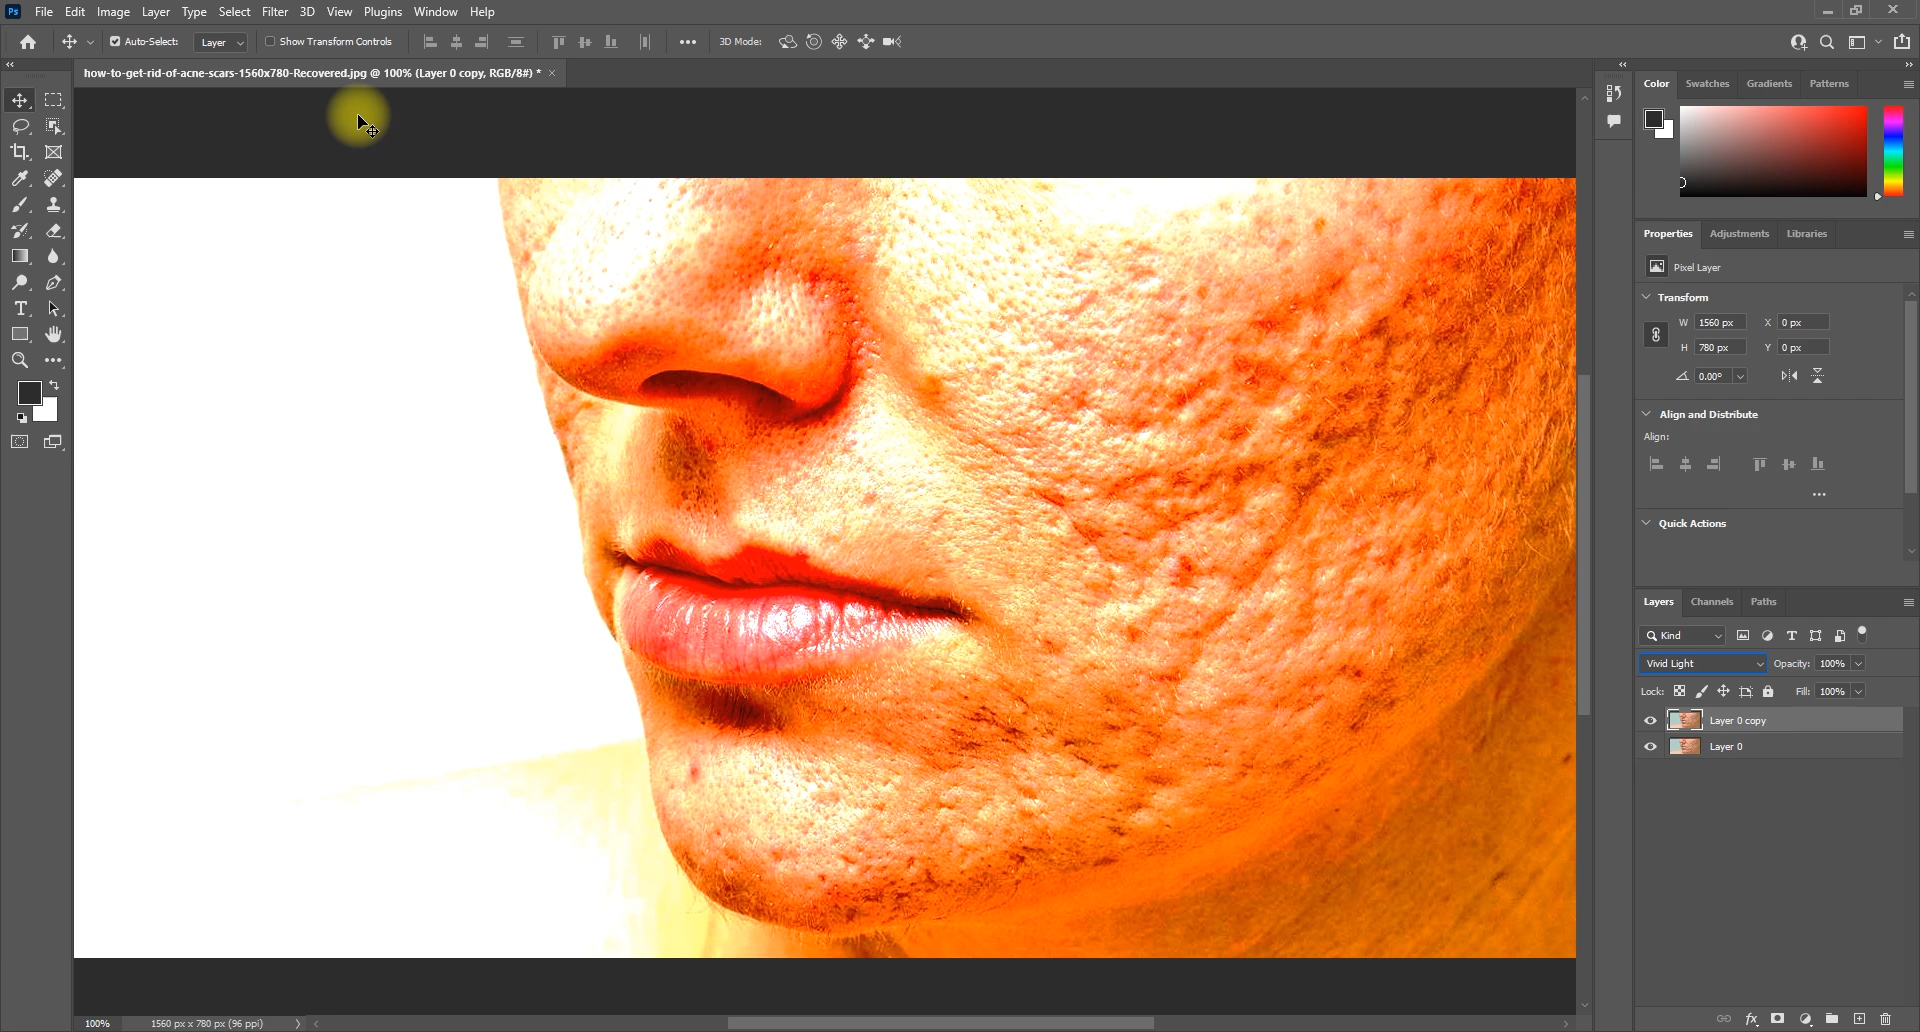 Ps File Edit Image Layer Type Select Filter 3D View Plugins Window Help
Auto-Select: Layer Show Transform Controls 3D Mode:
how-to-get-rid-of-acne-scars-1560x780-Recovered.jpg @ 100% (Layer 0 copy, RGB/8#) *
Color Swatches Gradients Patterns
Properties Adjustments Libraries
Pixel Layer
Transform
W 1560 px X 0 px
H 780 px Y 0 px
0.00°
Align and Distribute
Align:
Quick Actions
Layers Channels Paths
Kind
Vivid Light Opacity: 100%
Lock: Fill: 100%
Layer 0 copy
Layer 0
100% 1560 px x 780 px (96 ppi)